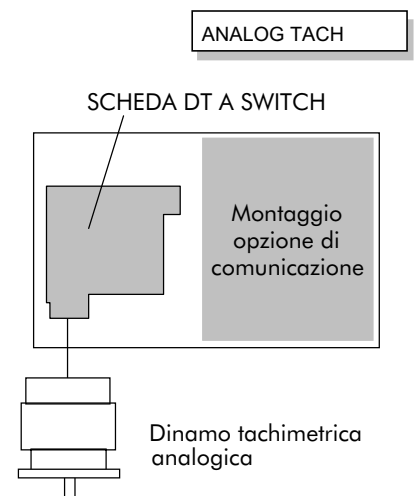 ANALOG TACH
SCHEDA DT A SWITCH
Montaggio
opzione di
comunicazione
Dinamo tachimetrica
analogica